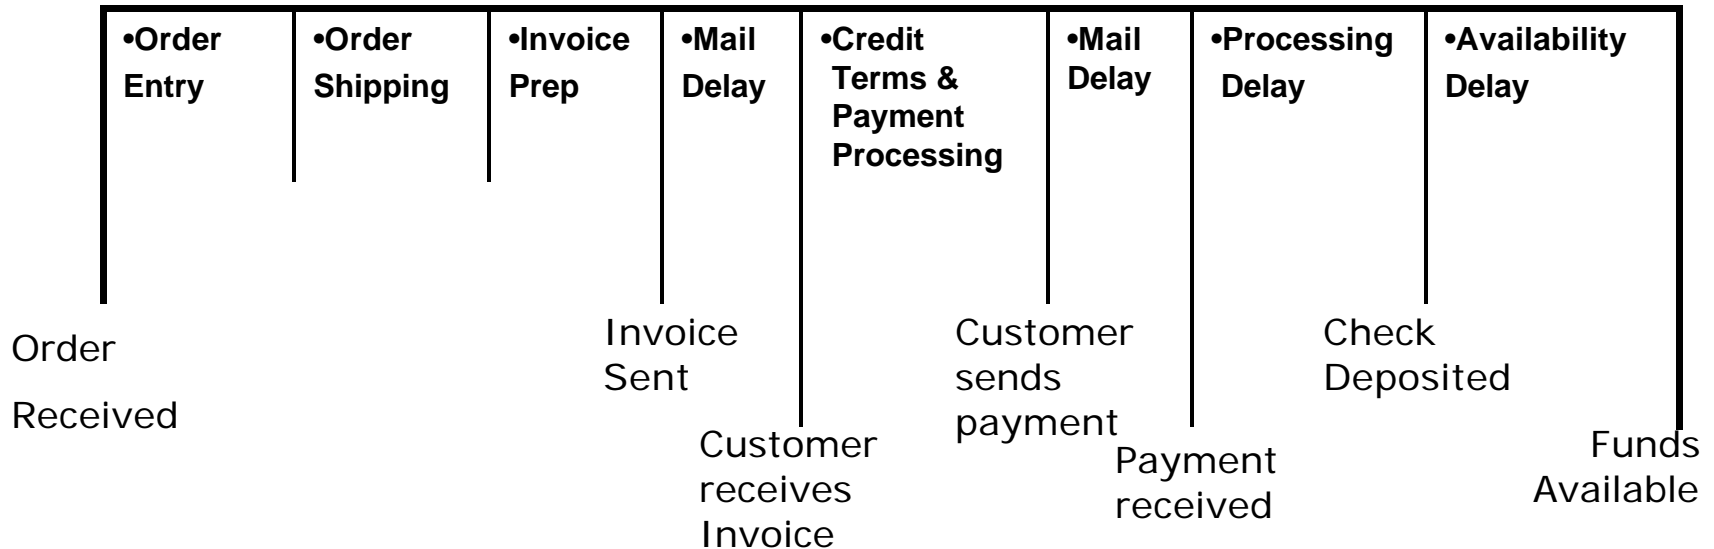 •Order
Entry
•Order
Shipping
•Invoice
Prep
•Mail
Delay
•Credit
Terms &
Payment
Processing
•Mail
Delay
•Processing
Delay
•Availability
Delay
Order
Received
Invoice
Sent
Customer
receives
Invoice
Customer
sends
payment
Payment
received
Check
Deposited
Funds
Available